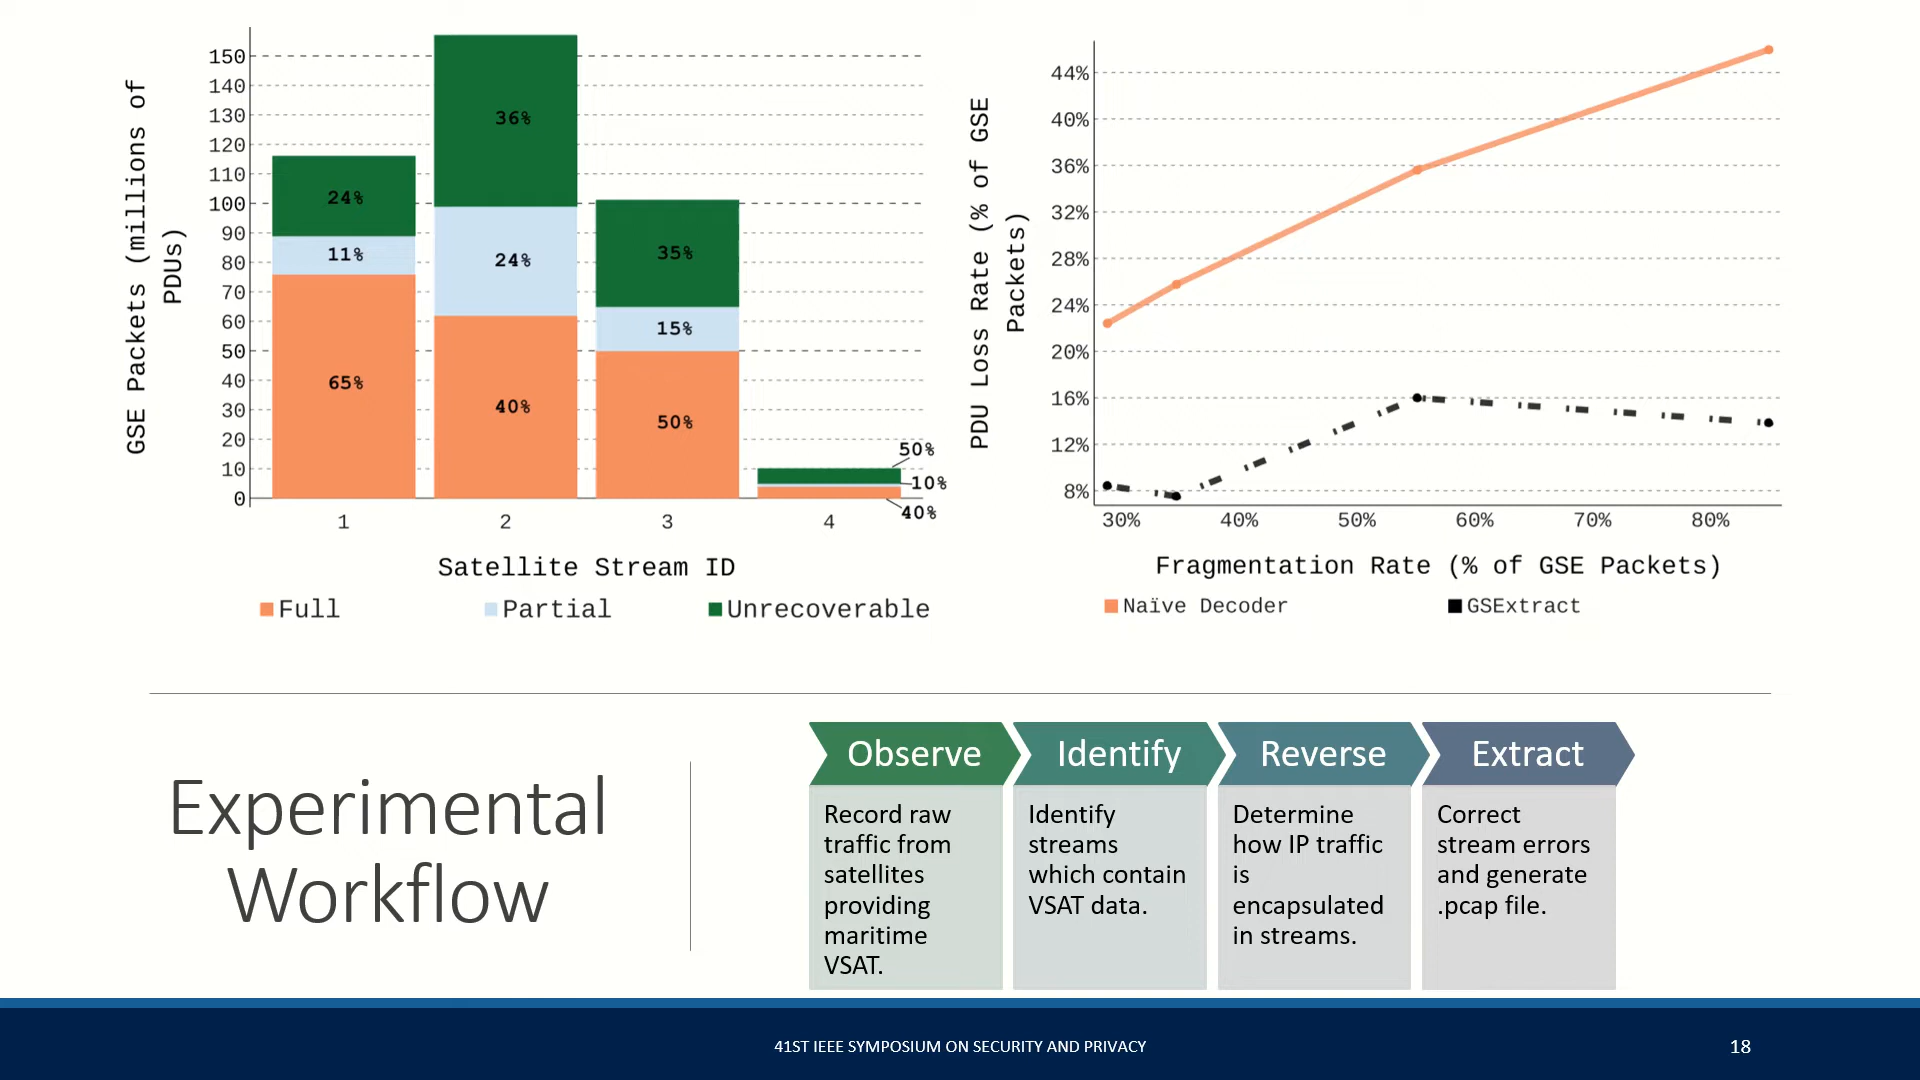 GSE Packets (millions of
PDUs)
150
140
130
120
110
100
90
80
70
60
50
40
30
20
10
0
24%
11%
65%
36%
24%
40%
35%
15%
50%
50%
10%
40%
1
2
3
4
Satellite Stream ID
Full
Partial
Unrecoverable
PDU Loss Rate (% of GSE
Packets)
44%
40%
36%
32%
28%
24%
20%
16%
12%
8%
30%
40%
50%
60%
70%
80%
Fragmentation Rate (% of GSE Packets)
Naïve Decoder
GSExtract
Experimental
Workflow
Observe
Record raw
traffic from
satellites
providing
maritime
VSAT.
Identify
Identify
streams
which contain
VSAT data.
Reverse
Determine
how IP traffic
is
encapsulated
in streams.
Extract
Correct
stream errors
and generate
.pcap file.
41ST IEEE SYMPOSIUM ON SECURITY AND PRIVACY
18